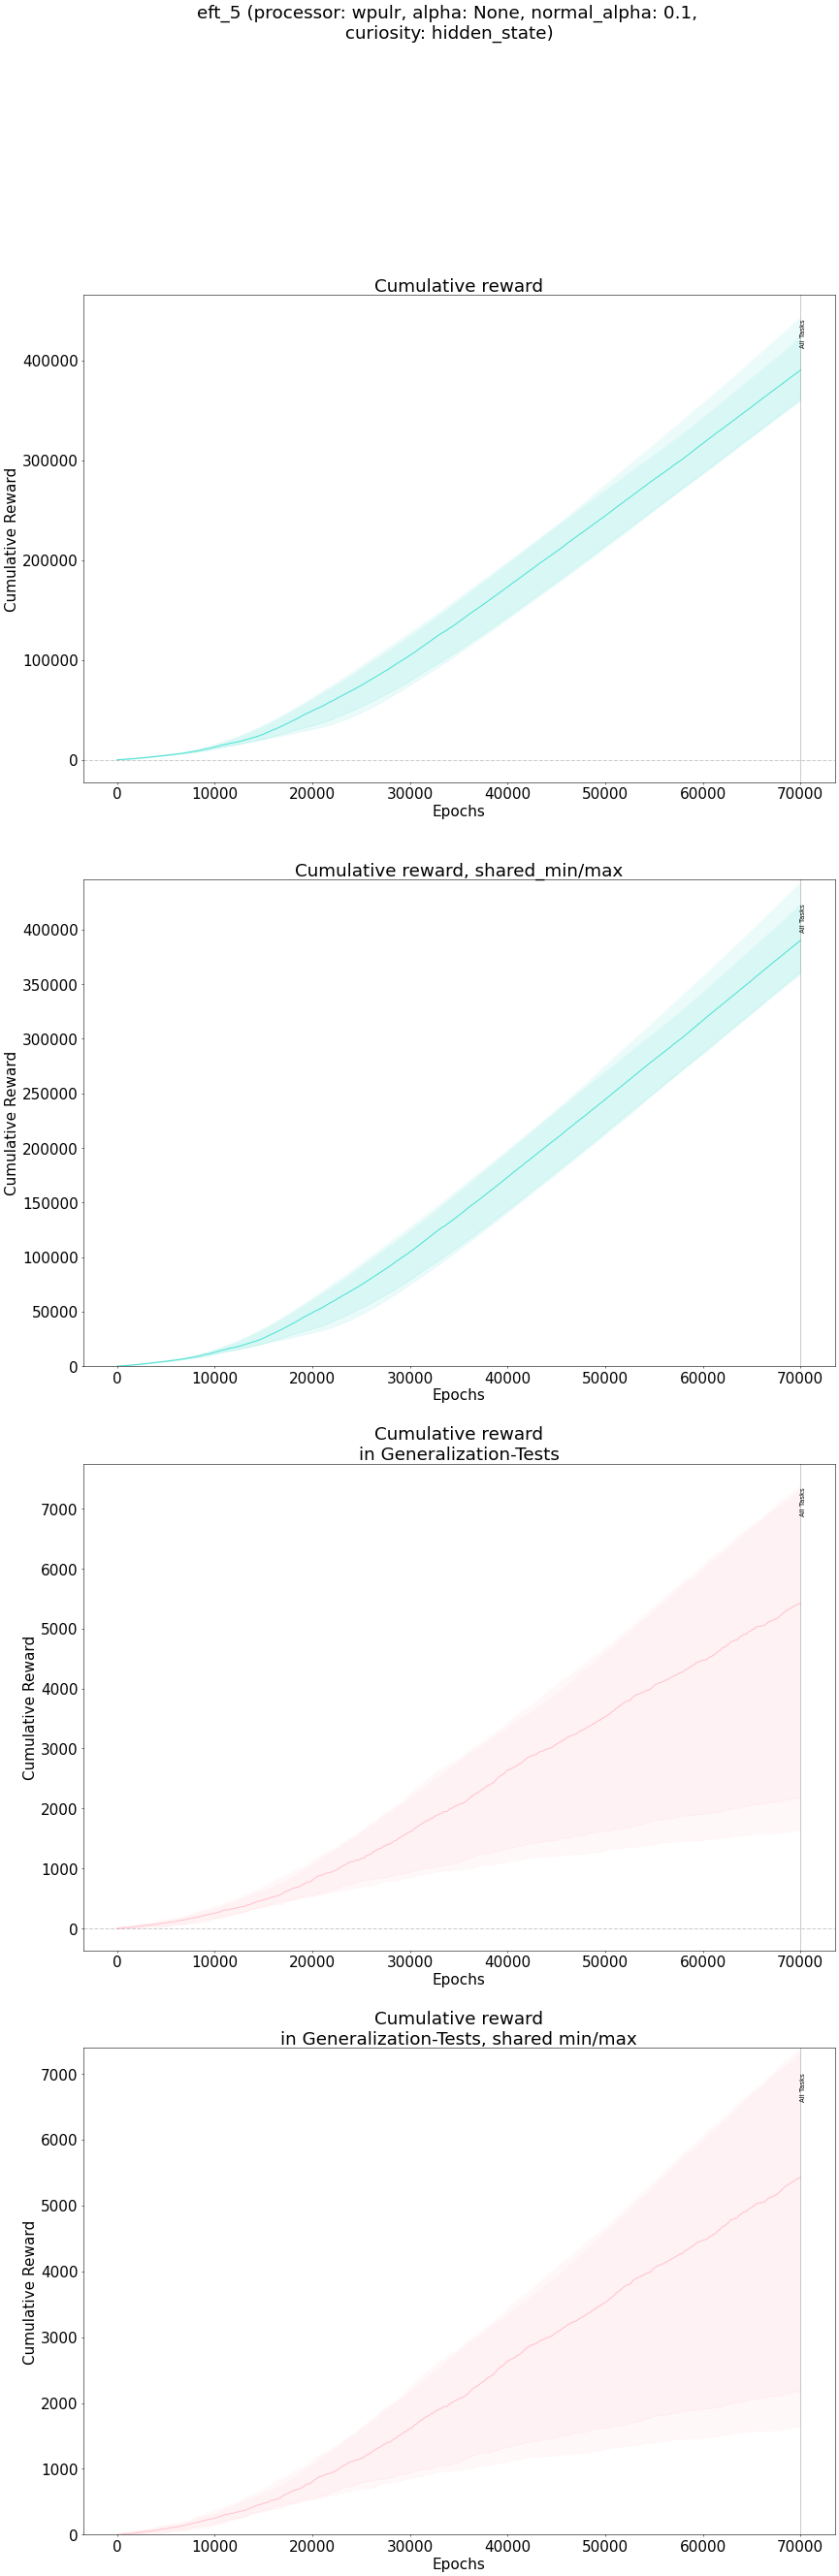 eft_5 (processor: wpulr, alpha: None, normal_alpha: 0.1,
curiosity: hidden_state)
Cumulative reward
All Tasks
400000
300000
200000
100000
0
Cumulative Reward
0 10000 20000 30000 40000 50000 60000 70000
Epochs
Cumulative reward, shared_min/max
All Tasks
400000
350000
300000
250000
200000
150000
100000
50000
0
Cumulative Reward
0 10000 20000 30000 40000 50000 60000 70000
Epochs
Cumulative reward
in Generalization-Tests
All Tasks
7000
6000
5000
4000
3000
2000
1000
0
Cumulative Reward
0 10000 20000 30000 40000 50000 60000 70000
Epochs
Cumulative reward
in Generalization-Tests, shared min/max
All Tasks
7000
6000
5000
4000
3000
2000
1000
0
Cumulative Reward
0 10000 20000 30000 40000 50000 60000 70000
Epochs